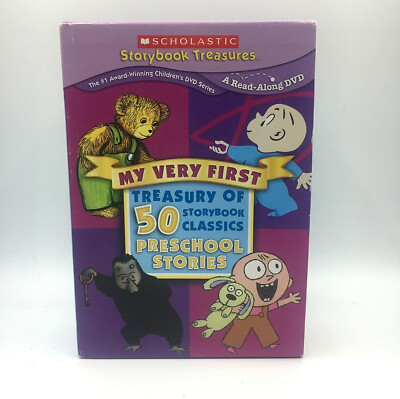 SCHOLASTIC
Storybook Treasures
The #1 Award-Winning Children's DVD Series
A Read-Along DVD
MY VERY FIRST
TREASURY OF
50 STORYBOOK
CLASSICS
PRESCHOOL
STORIES